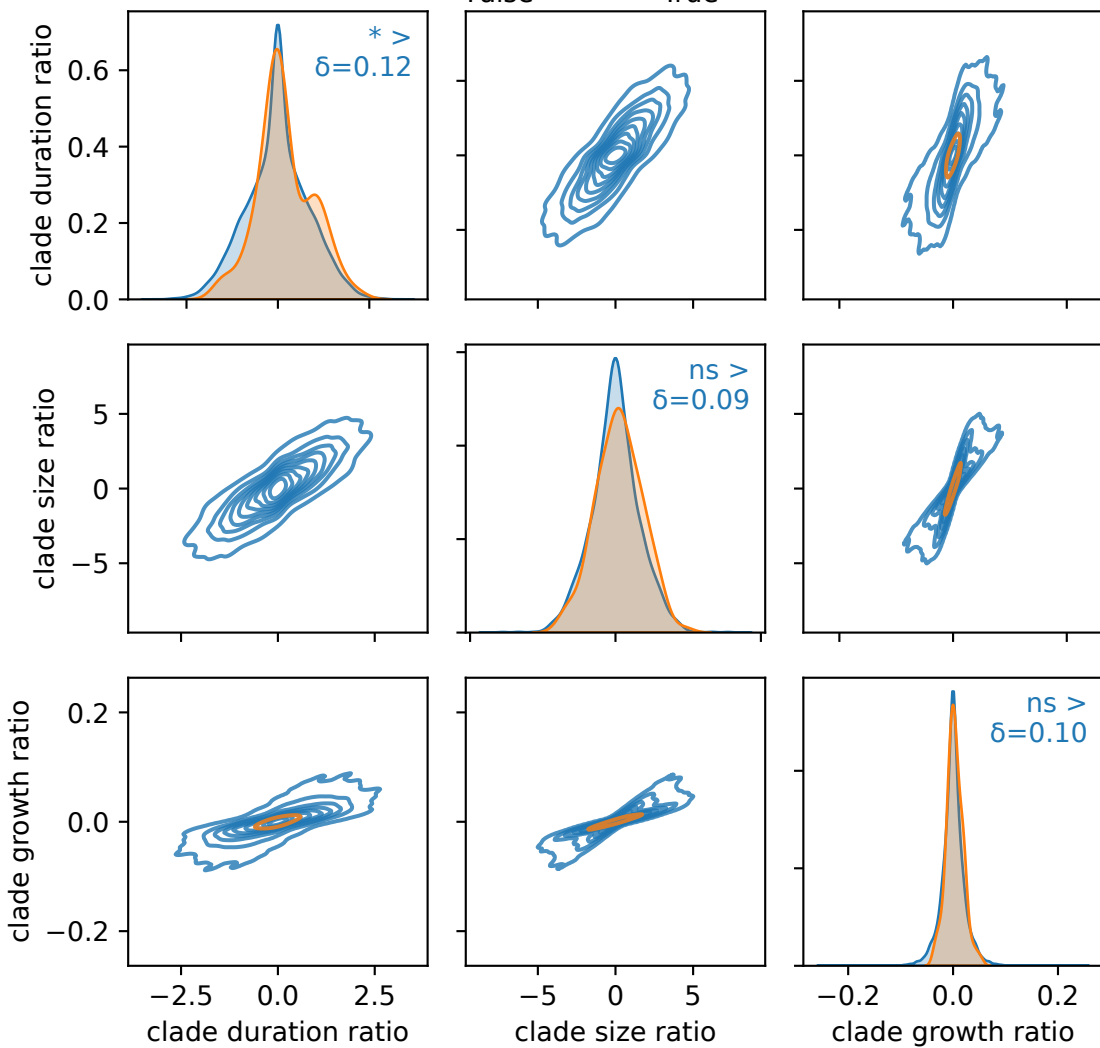 clade duration ratio
0.6
0.4
0.2
0.0
* >
δ=0.12
clade size ratio
5
0
−5
ns >
δ=0.09
clade growth ratio
0.2
0.0
−0.2
ns >
δ=0.10
−2.5 0.0 2.5
−5 0 5
−0.2 0.0 0.2
clade duration ratio
clade size ratio
clade growth ratio